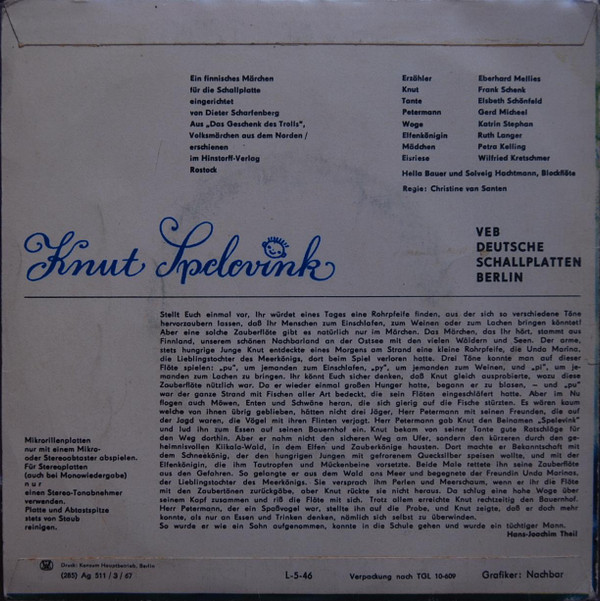 Ein finnisches Märchen
für die Schallplatte
eingerichtet
von Dieter Scharfenberg
Aus „Das Geschenk des Trolls",
Volksmärchen aus dem Norden /
erschienen
im Hinstorff-Verlag
Rostock
Erzähler Eberhard Mellies
Knut Frank Schenk
Tante Elsbeth Schönfeld
Petermann Gerd Micheel
Woge Katrin Stephan
Elfenkönigin Ruth Langer
Mädchen Petra Kelling
Eisriese Wilfried Kretschmer
Hella Bauer und Solveig Hachtmann, Blockflöte
Regie: Christine van Santen
Knut Spelevink
VEB
DEUTSCHE
SCHALLPLATTEN
BERLIN
Stellt Euch einmal vor, Ihr würdet eines Tages eine Rohrpfeife finden, aus der sich so verschiedene Töne
hervorzaubern lassen, daß Ihr Menschen zum Einschlafen, zum Weinen oder zum Lachen bringen könntet!
Aber eine solche Zauberflöte gibt es natürlich nur im Märchen. Das Märchen, das Ihr hört, stammt aus
Finnland, unserem schönen Nachbarland an der Ostsee mit den vielen Wäldern und Seen. Der arme,
stets hungrige Junge Knut entdeckte eines Morgens am Strand eine kleine Rohrpfeife, die Undo Marina,
die Lieblingstochter des Meerkönigs, dort beim Spiel verloren hatte. Drei Töne konnte man auf dieser
Flöte spielen: „pu", um jemanden zum Einschlafen, „py", um jemanden zum Weinen, und „pi", um je-
manden zum Lachen zu bringen. Ihr könnt Euch sicher denken, daß Knut gleich ausprobierte, wozu diese
Zauberflöte nützlich war. Da er wieder einmal großen Hunger hatte, begann er zu blasen, – und „pu"
war der ganze Strand mit Fischen aller Art bedeckt, die sein Flöten eingeschläfert hatte. Aber im Nu
flogen auch Möwen, Enten und Schwäne heran, die sich gierig auf die Fische stürzten. Es wären kaum
welche von ihnen übrig geblieben, hätten nicht drei Jäger, Herr Petermann mit seinen Freunden, die auf
der Jagd waren, die Vögel mit ihren Flinten verjagt. Herr Petermann gab Knut den Beinamen „Spelevink"
und lud ihn zum Essen auf seinen Bauernhof ein. Knut bekam von seiner Tante gute Ratschläge für
den Weg dorthin. Aber er nahm nicht den sicheren Weg am Ufer, sondern den kürzeren durch den ge-
heimnisvollen Kiikala-Wald, in dem Elfen und Zauberkönige hausten. Dort machte er Bekanntschaft mit
dem Schneekönig, der den hungrigen Jungen mit gefrorenem Quecksilber speisen wollte, und mit der
Elfenkönigin, die ihm Tautropfen und Mückenbeine vorsetzte. Beide Male rettete ihn seine Zauberflöte
aus den Gefahren. So gelangte er aus dem Wald ans Meer und begegnete der Freundin Undo Marinas,
der Lieblingstochter des Meerkönigs. Sie versprach ihm Perlen und Meerschaum, wenn er ihr die Flöte
mit den Zaubertönen zurückgäbe, aber Knut rückte sie nicht heraus. Da schlug eine hohe Woge über
seinem Kopf zusammen und riß die Flöte mit sich. Trotz allem erreichte Knut rechtzeitig den Bauernhof.
Herr Petermann, der ein Spaßvogel war, stellte ihn auf die Probe, und Knut zeigte, daß er doch mehr
konnte, als nur an Essen und Trinken denken, nämlich sich selbst zu überwinden.
So wurde er wie ein Sohn aufgenommen, konnte in die Schule gehen und wurde ein tüchtiger Mann.
Hans-Joachim Theil
Mikrorillenplatten
nur mit einem Mikro-
oder Stereoabtaster abspielen.
Für Stereoplatten
(auch bei Monowiedergabe)
nur
einen Stereo-Tonabnehmer
verwenden.
Platte und Abtastspitze
stets von Staub
reinigen.
Druck: Kensom Hauptbetrieb, Berlin
(285) Ag 511 / 3 / 67
L-5-46
Verpackung nach TGL 10-609
Grafiker: Nachbar